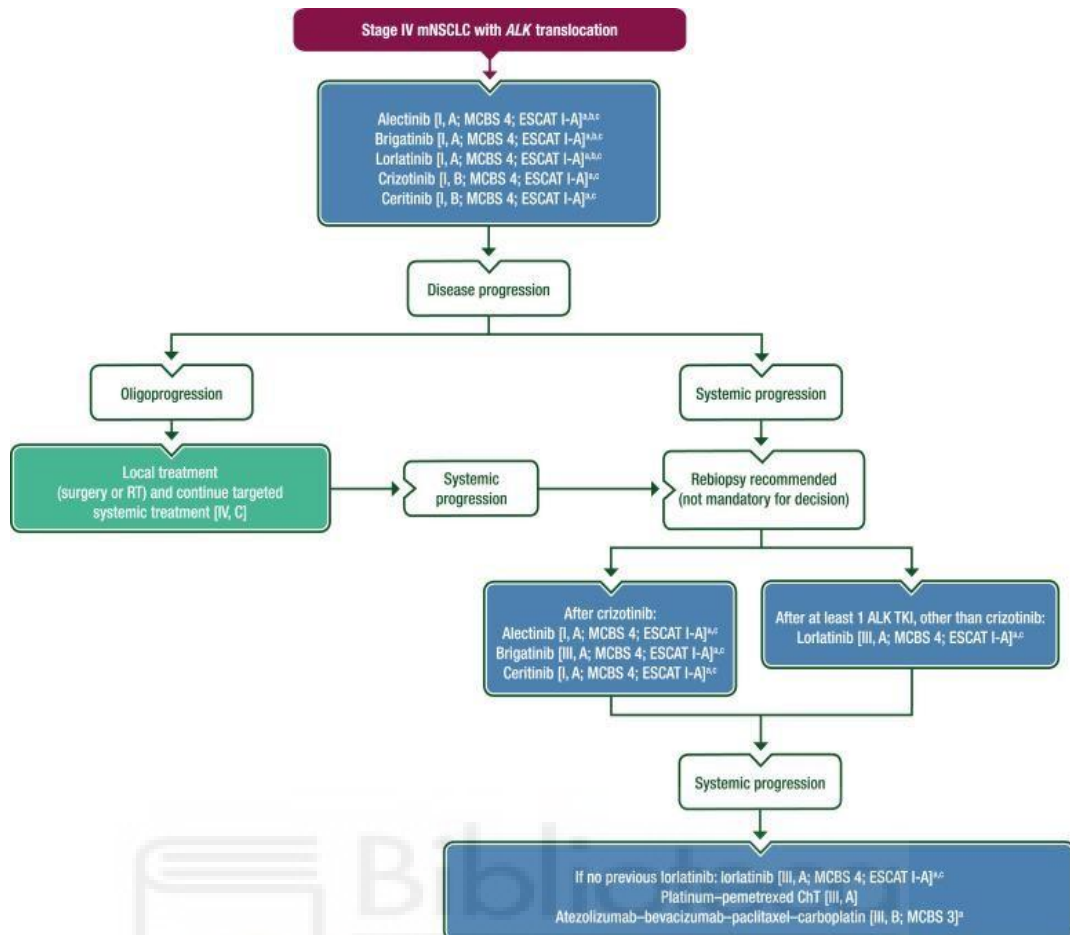 Stage IV mNSCLC with ALK translocation
Alectinib [I, A; MCBS 4; ESCAT I-A]a,b,c
Brigatinib [I, A; MCBS 4; ESCAT I-A]a,b,c
Lorlatinib [I, A; MCBS 4; ESCAT I-A]a,b,c
Crizotinib [I, B; MCBS 4; ESCAT I-A]a,c
Ceritinib [I, B; MCBS 4; ESCAT I-A]a,c
Disease progression
Oligoprogression
Systemic progression
Local treatment
(surgery or RT) and continue targeted
systemic treatment [IV, C]
Systemic
progression
Rebiopsy recommended
(not mandatory for decision)
After crizotinib:
Alectinib [I, A; MCBS 4; ESCAT I-A]a,c
Brigatinib [III, A; MCBS 4; ESCAT I-A]a,c
Ceritinib [I, A; MCBS 4; ESCAT I-A]a,c
After at least 1 ALK TKI, other than crizotinib:
Lorlatinib [III, A; MCBS 4; ESCAT I-A]a,c
Systemic progression
If no previous lorlatinib: lorlatinib [III, A; MCBS 4; ESCAT I-A]a,c
Platinum–pemetrexed ChT [III, A]
Atezolizumab–bevacizumab–paclitaxel–carboplatin [III, B; MCBS 3]a